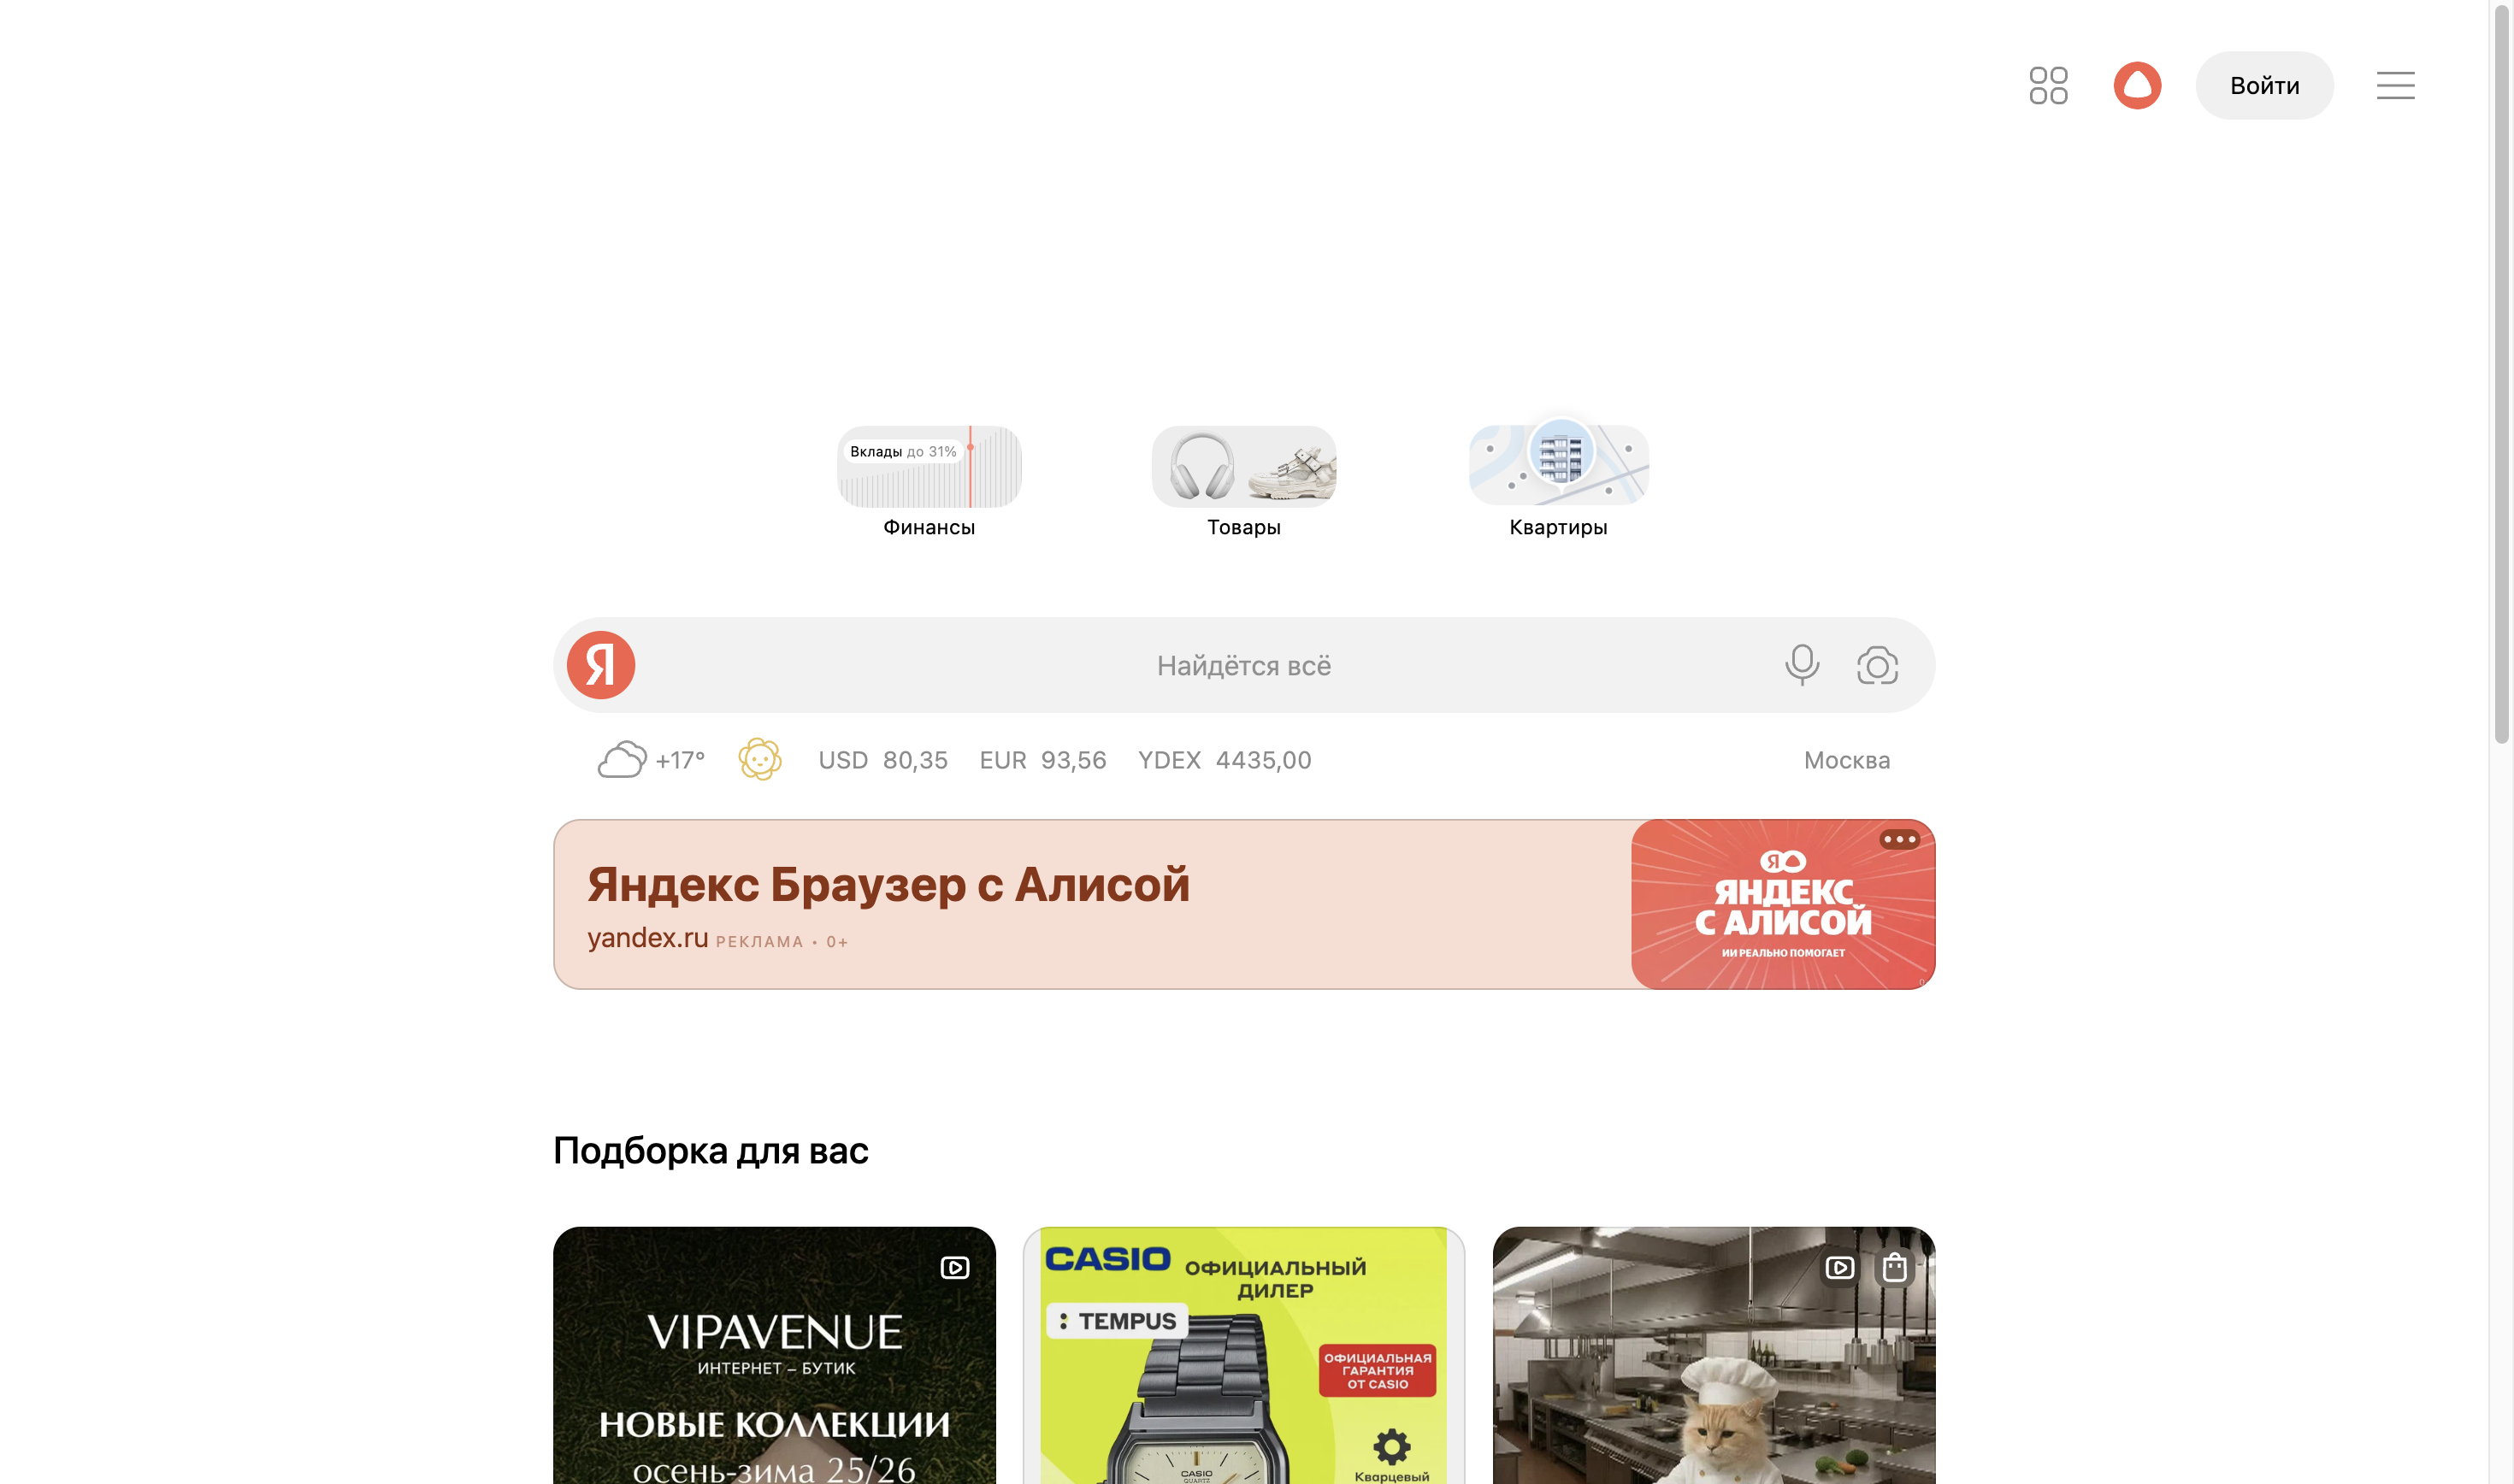 Войти
Вклады до 31%
Финансы
Товары
Квартиры
Я
Найдётся всё
+17°
USD 80,35
EUR 93,56
YDEX 4435,00
Москва
Яндекс Браузер с Алисой
yandex.ru РЕКЛАМА • 0+
Я
ЯНДЕКС
С АЛИСОЙ
ИИ РЕАЛЬНО ПОМОГАЕТ
Подборка для вас
VIPAVENUE
ИНТЕРНЕТ – БУТИК
НОВЫЕ КОЛЛЕКЦИИ
осень-зима 25/26
CASIO
ОФИЦИАЛЬНЫЙ
ДИЛЕР
TEMPUS
ОФИЦИАЛЬНАЯ
ГАРАНТИЯ
ОТ CASIO
CASIO
QUARTZ
Кварцевый